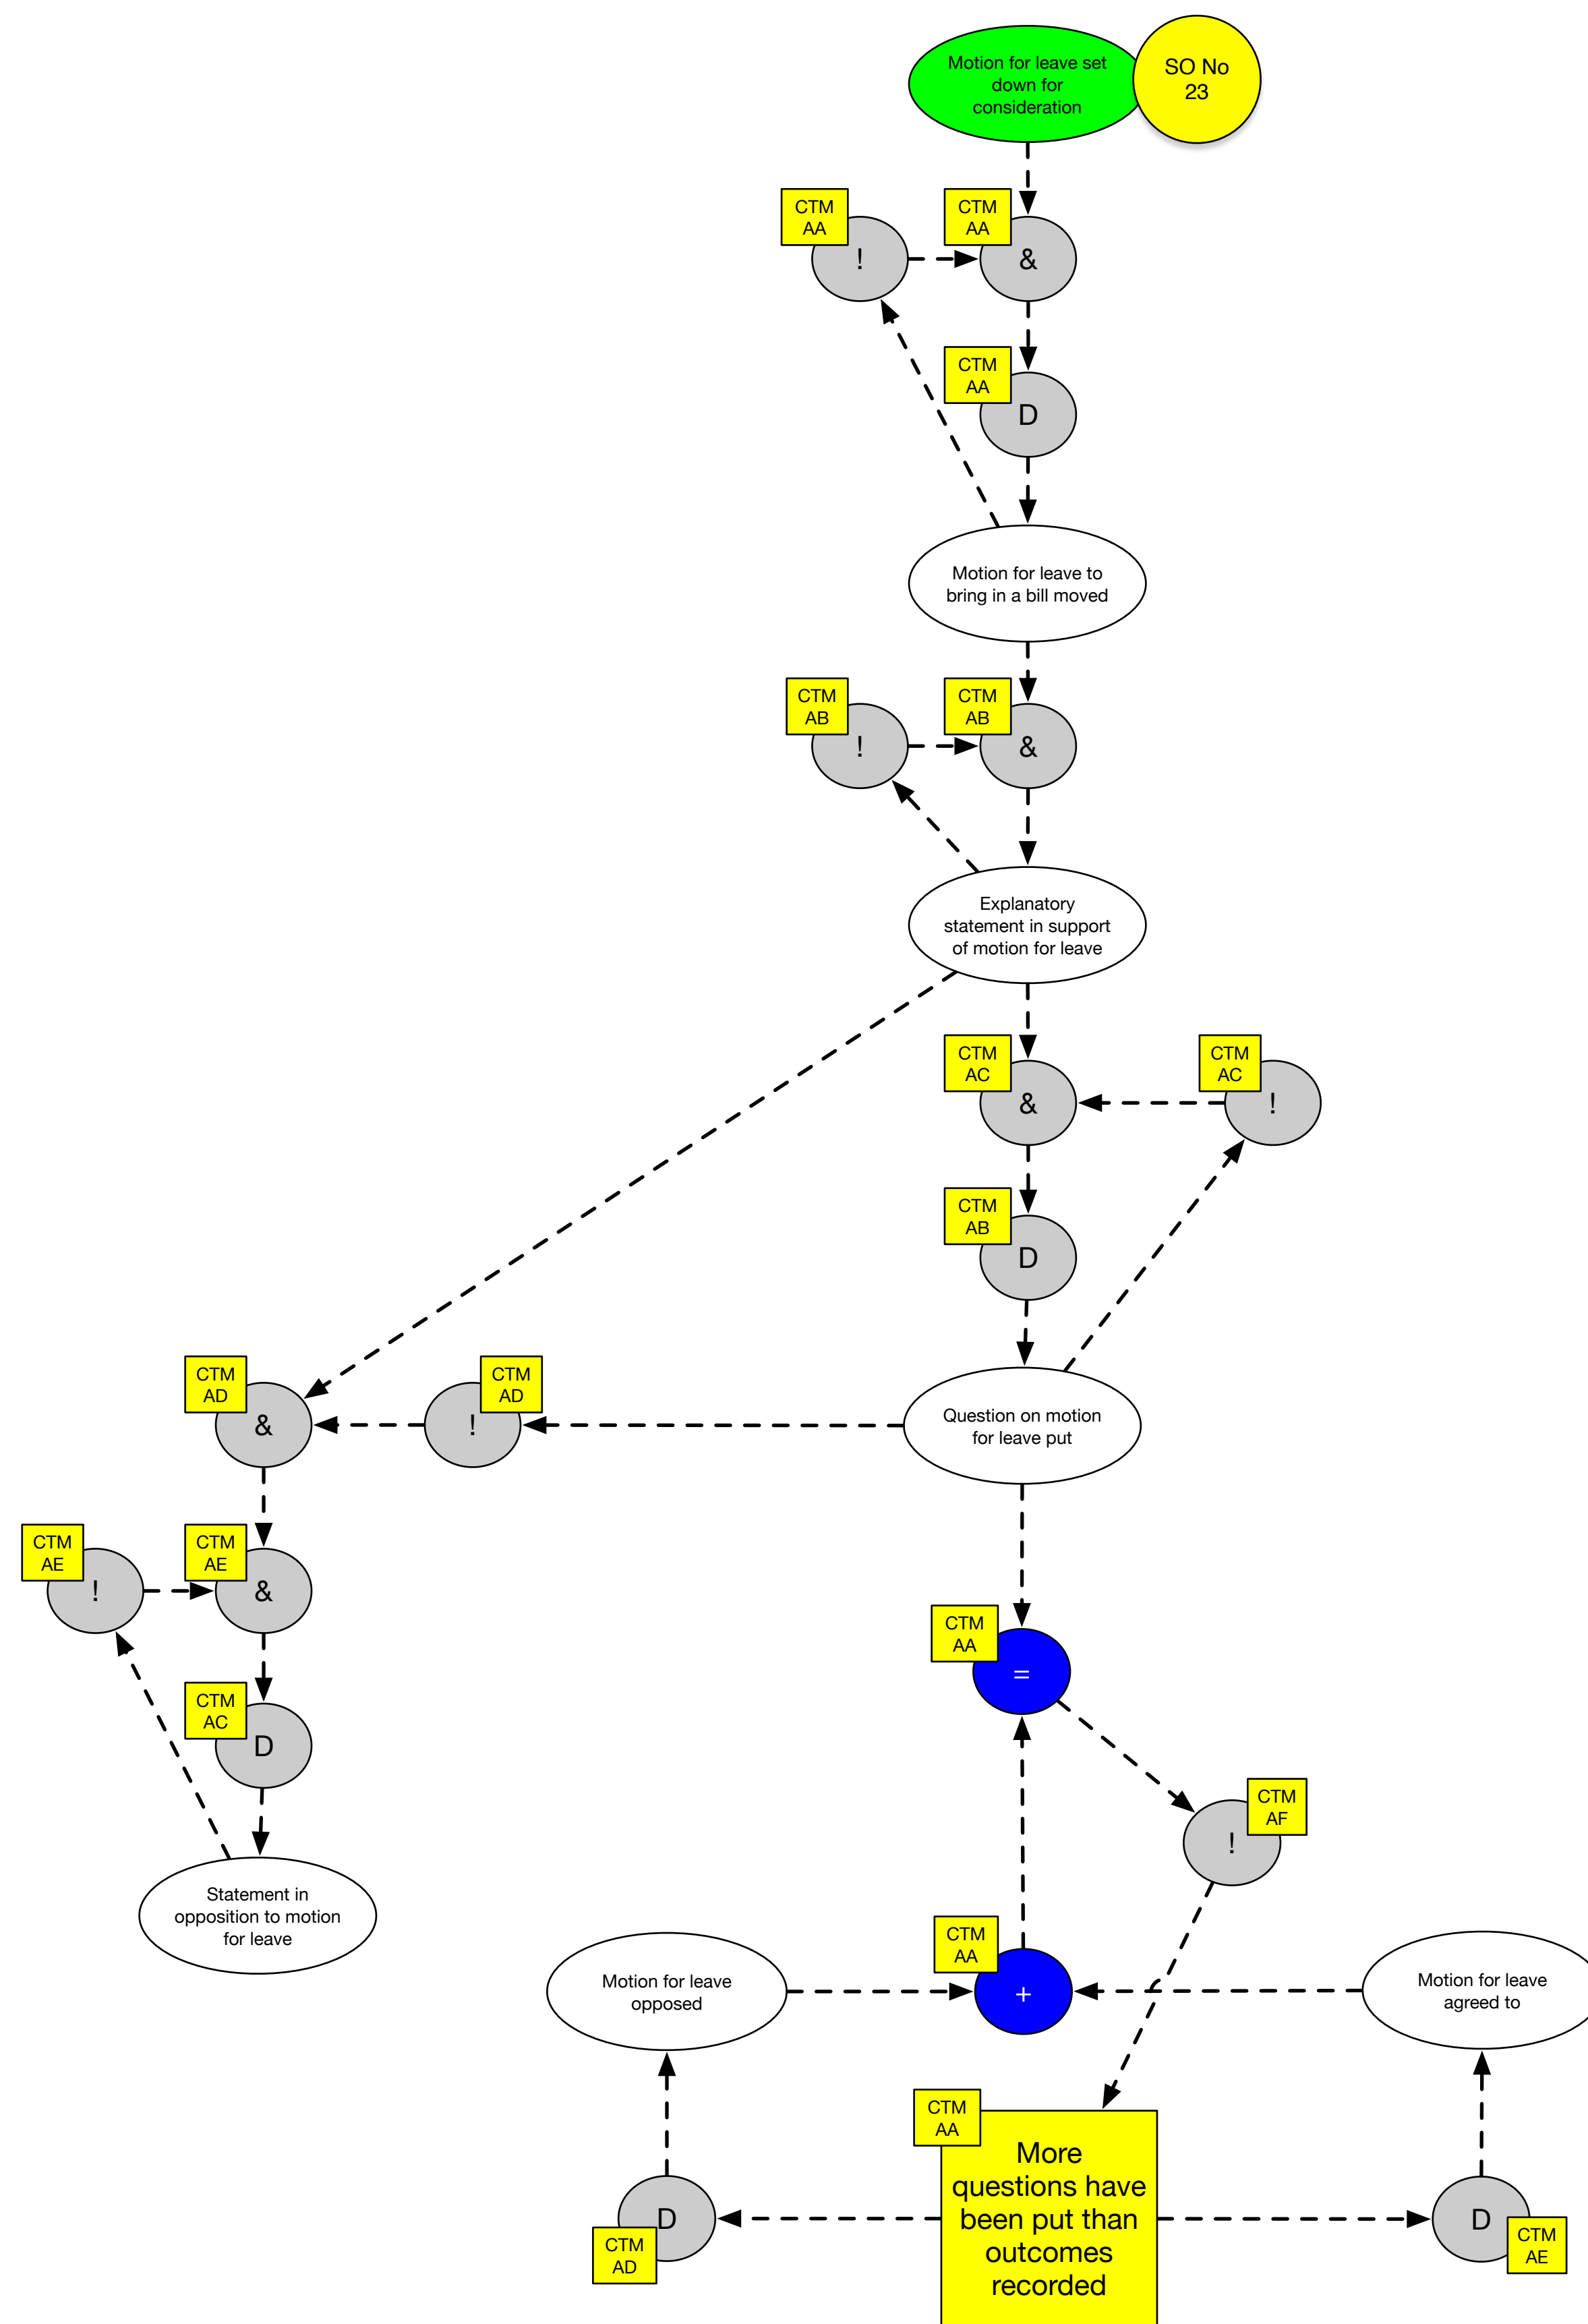 Motion for leave set
down for
consideration
SO No
23
CTM
AA
!
CTM
AA
&
CTM
AA
D
Motion for leave to
bring in a bill moved
CTM
AB
!
CTM
AB
&
Explanatory
statement in support
of motion for leave
CTM
AC
&
CTM
AC
!
CTM
AB
D
CTM
AD
&
CTM
AD
!
Question on motion
for leave put
CTM
AE
!
CTM
AE
&
CTM
AA
=
CTM
AC
D
CTM
AF
!
Statement in
opposition to motion
for leave
Motion for leave
opposed
CTM
AA
+
Motion for leave
agreed to
CTM
AA
More
questions have
been put than
outcomes
recorded
D
CTM
AD
D
CTM
AE